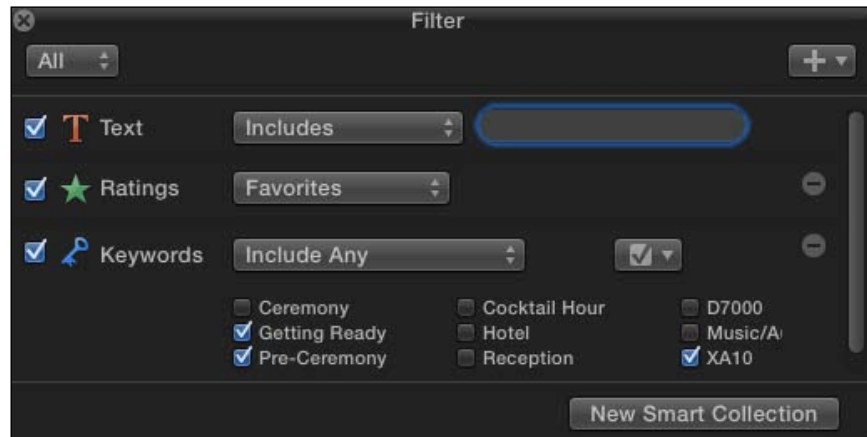 Filter
All
Text Includes
Ratings Favorites
Keywords Include Any
Ceremony Cocktail Hour D7000
Getting Ready Hotel Music/A
Pre-Ceremony Reception XA10
New Smart Collection